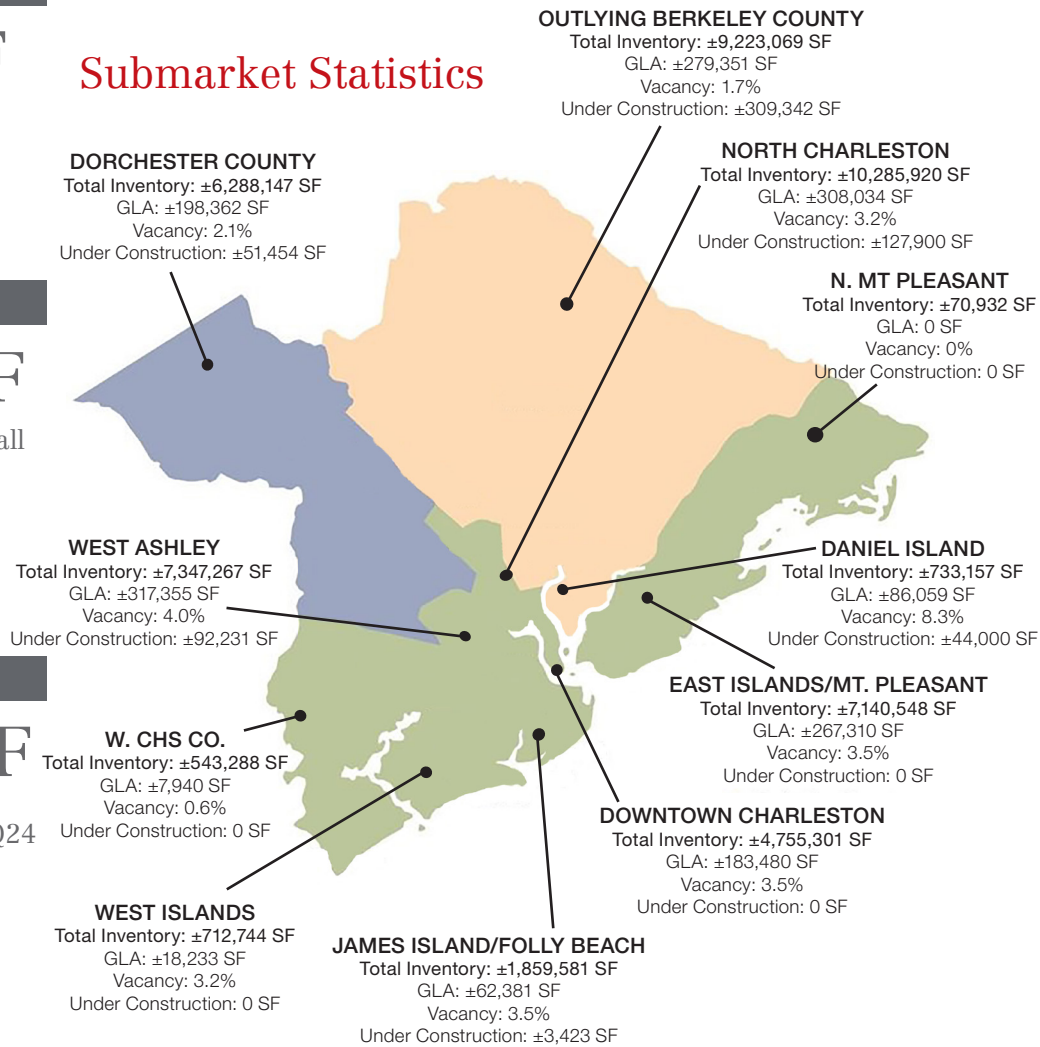 F
F
all
F
Q24
Submarket Statistics
OUTLYING BERKELEY COUNTY
Total Inventory: ±9,223,069 SF
GLA: ±279,351 SF
Vacancy: 1.7%
Under Construction: ±309,342 SF
DORCHESTER COUNTY
Total Inventory: ±6,288,147 SF
GLA: ±198,362 SF
Vacancy: 2.1%
Under Construction: ±51,454 SF
NORTH CHARLESTON
Total Inventory: ±10,285,920 SF
GLA: ±308,034 SF
Vacancy: 3.2%
Under Construction: ±127,900 SF
N. MT PLEASANT
Total Inventory: ±70,932 SF
GLA: 0 SF
Vacancy: 0%
Under Construction: 0 SF
WEST ASHLEY
Total Inventory: ±7,347,267 SF
GLA: ±317,355 SF
Vacancy: 4.0%
Under Construction: ±92,231 SF
DANIEL ISLAND
Total Inventory: ±733,157 SF
GLA: ±86,059 SF
Vacancy: 8.3%
Under Construction: ±44,000 SF
EAST ISLANDS/MT. PLEASANT
Total Inventory: ±7,140,548 SF
GLA: ±267,310 SF
Vacancy: 3.5%
Under Construction: 0 SF
W. CHS CO.
Total Inventory: ±543,288 SF
GLA: ±7,940 SF
Vacancy: 0.6%
Under Construction: 0 SF
DOWNTOWN CHARLESTON
Total Inventory: ±4,755,301 SF
GLA: ±183,480 SF
Vacancy: 3.5%
Under Construction: 0 SF
WEST ISLANDS
Total Inventory: ±712,744 SF
GLA: ±18,233 SF
Vacancy: 3.2%
Under Construction: 0 SF
JAMES ISLAND/FOLLY BEACH
Total Inventory: ±1,859,581 SF
GLA: ±62,381 SF
Vacancy: 3.5%
Under Construction: ±3,423 SF